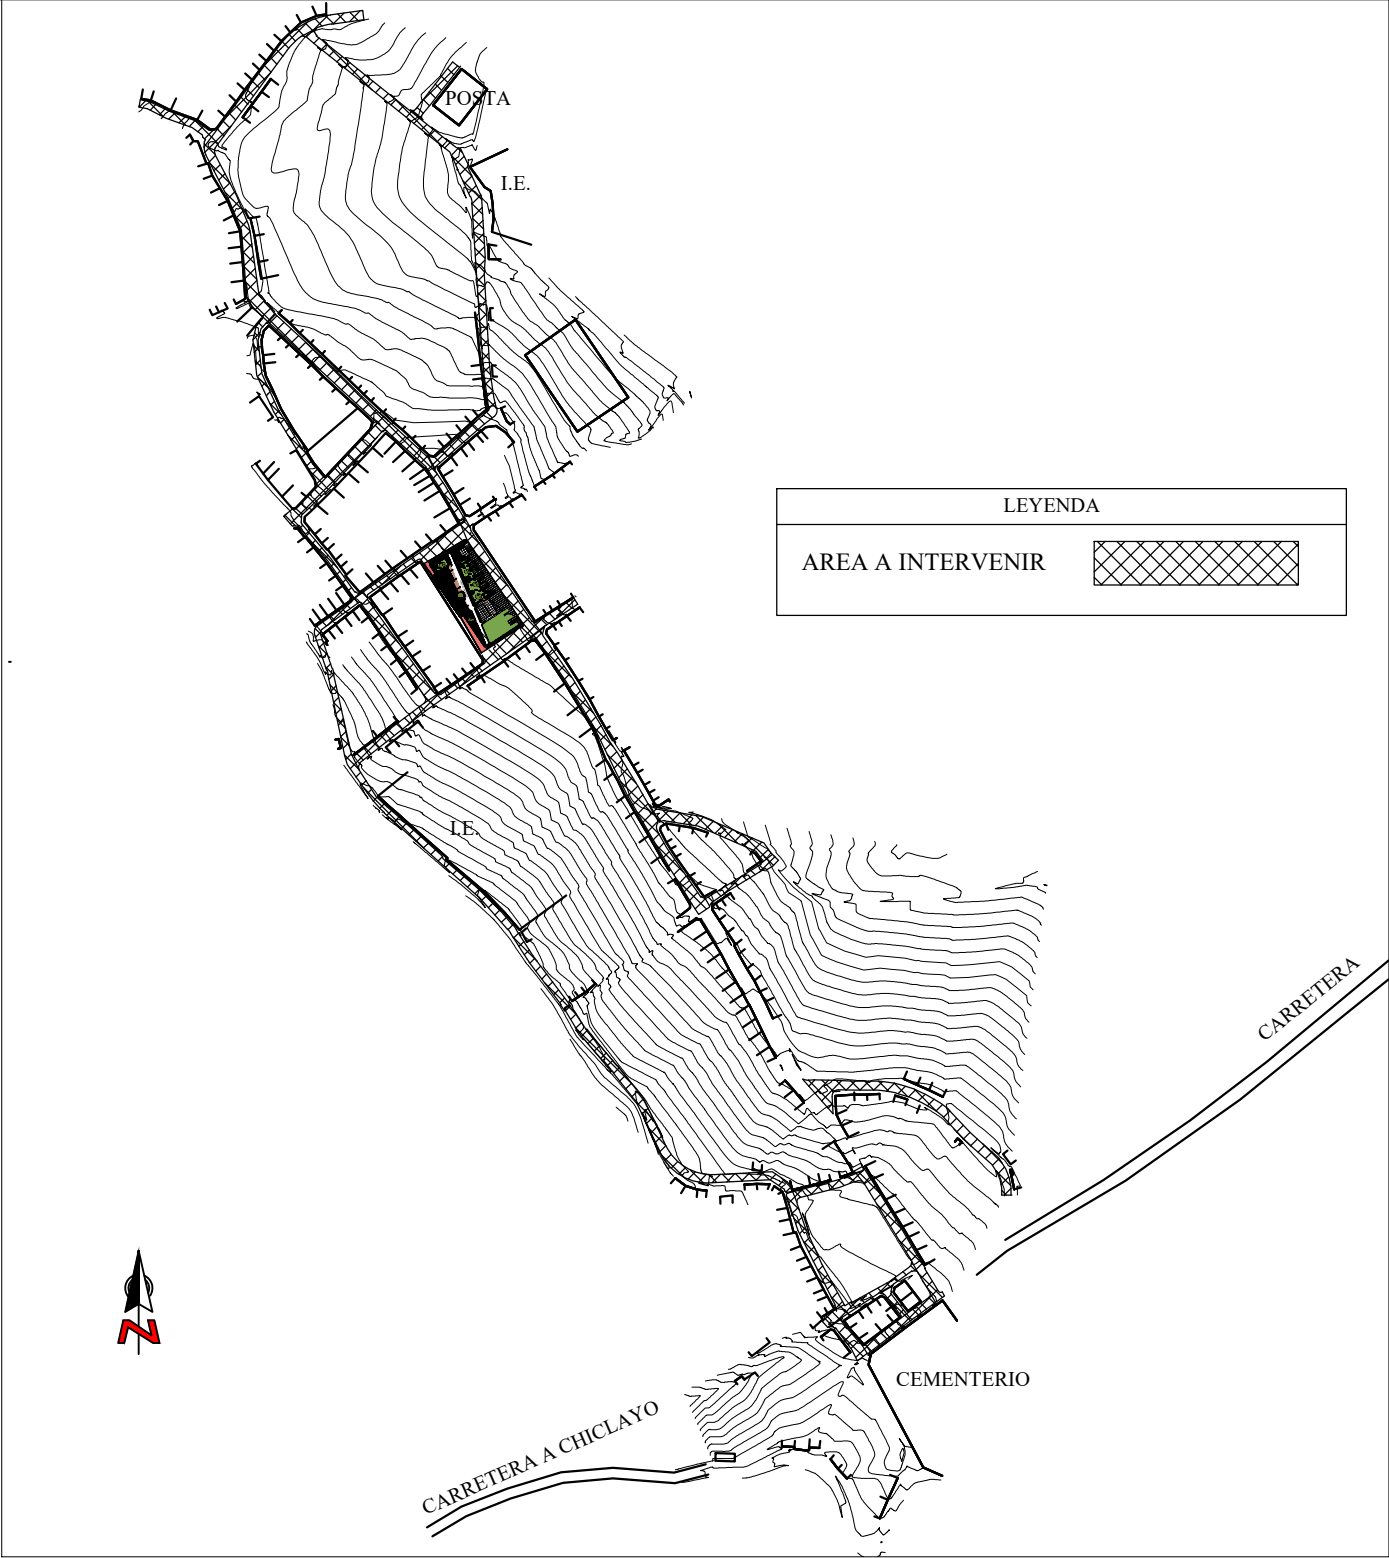 POSTA
I.E.
LEYENDA
AREA A INTERVENIR
I.E.
CARRETERA
N
CEMENTERIO
CARRETERA A CHICLAYO